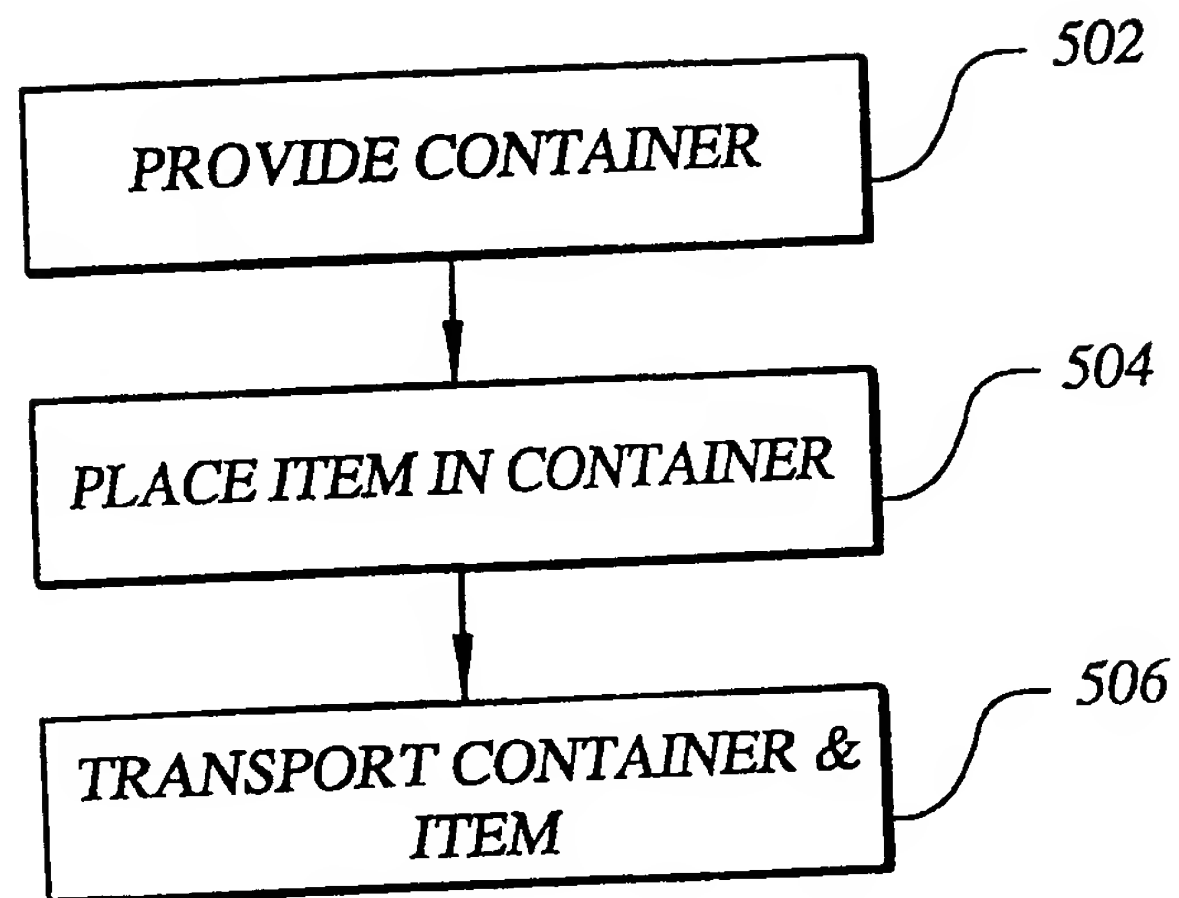 502
PROVIDE CONTAINER
504
PLACE ITEM IN CONTAINER
506
TRANSPORT CONTAINER &
ITEM